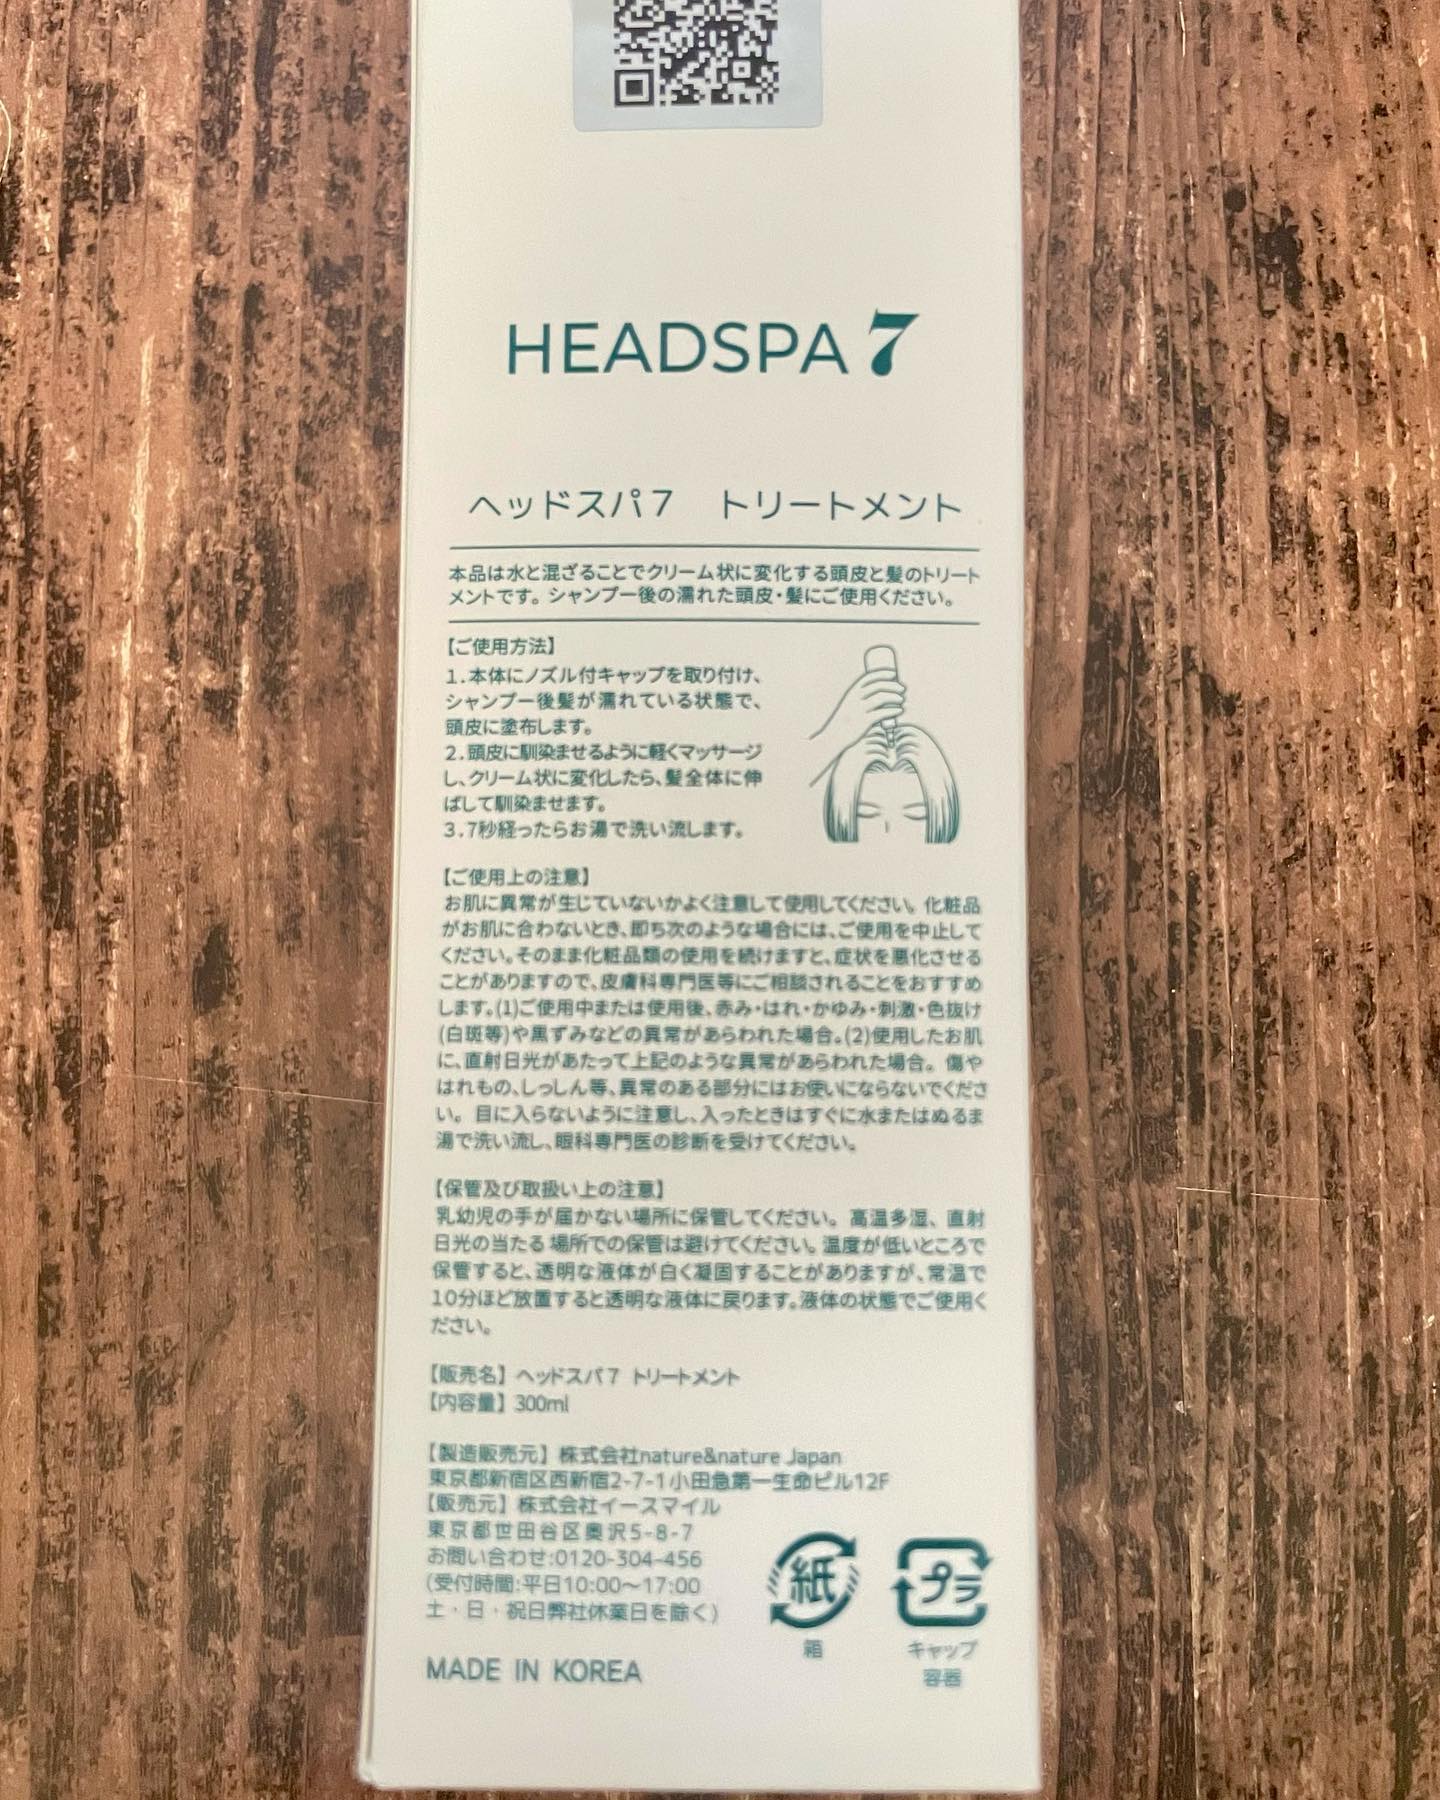 HEADSPA 7
ヘッドスパ7 トリートメント
本品は水と混ざることでクリーム状に変化する頭皮と髪のトリート
メントです。シャンプー後の濡れた頭皮・髪にご使用ください。
【ご使用方法】
1.本体にノズル付キャップを取り付け、
シャンプー後髪が濡れている状態で、
頭皮に塗布します。
2.頭皮に馴染ませるように軽くマッサージ
し、クリーム状に変化したら、髪全体に伸
ばして馴染ませます。
3.7秒経ったらお湯で洗い流します。
【ご使用上の注意】
お肌に異常が生じていないかよく注意して使用してください。化粧品
がお肌に合わないとき、即ち次のような場合には、ご使用を中止して
ください。そのまま化粧品類の使用を続けますと、症状を悪化させる
ことがありますので、皮膚科専門医等にご相談されることをおすすめ
します。(1)ご使用中または使用後、赤み・はれ・かゆみ・刺激・色抜け
(白斑等)や黒ずみなどの異常があらわれた場合。(2)使用したお肌
に、直射日光があたって上記のような異常があらわれた場合。傷や
はれもの、しっしん等、異常のある部分にはお使いにならないでくださ
い。目に入らないように注意し、入ったときはすぐに水またはぬるま
湯で洗い流し、眼科専門医の診断を受けてください。
【保管及び取扱い上の注意】
乳幼児の手が届かない場所に保管してください。高温多湿、直射
日光の当たる場所での保管は避けてください。温度が低いところで
保管すると、透明な液体が白く凝固することがありますが、常温で
10分ほど放置すると透明な液体に戻ります。液体の状態でご使用く
ださい。
【販売名】ヘッドスパ7 トリートメント
【内容量】300ml
【製造販売元】株式会社nature&nature Japan
東京都新宿区西新宿2-7-1小田急第一生命ビル12F
【販売元】株式会社イースマイル
東京都世田谷区奥沢5-8-7
お問い合わせ:0120-304-456
(受付時間:平日10:00〜17:00
土・日・祝日弊社休業日を除く)
MADE IN KOREA
紙
箱
プラ
キャップ
容器